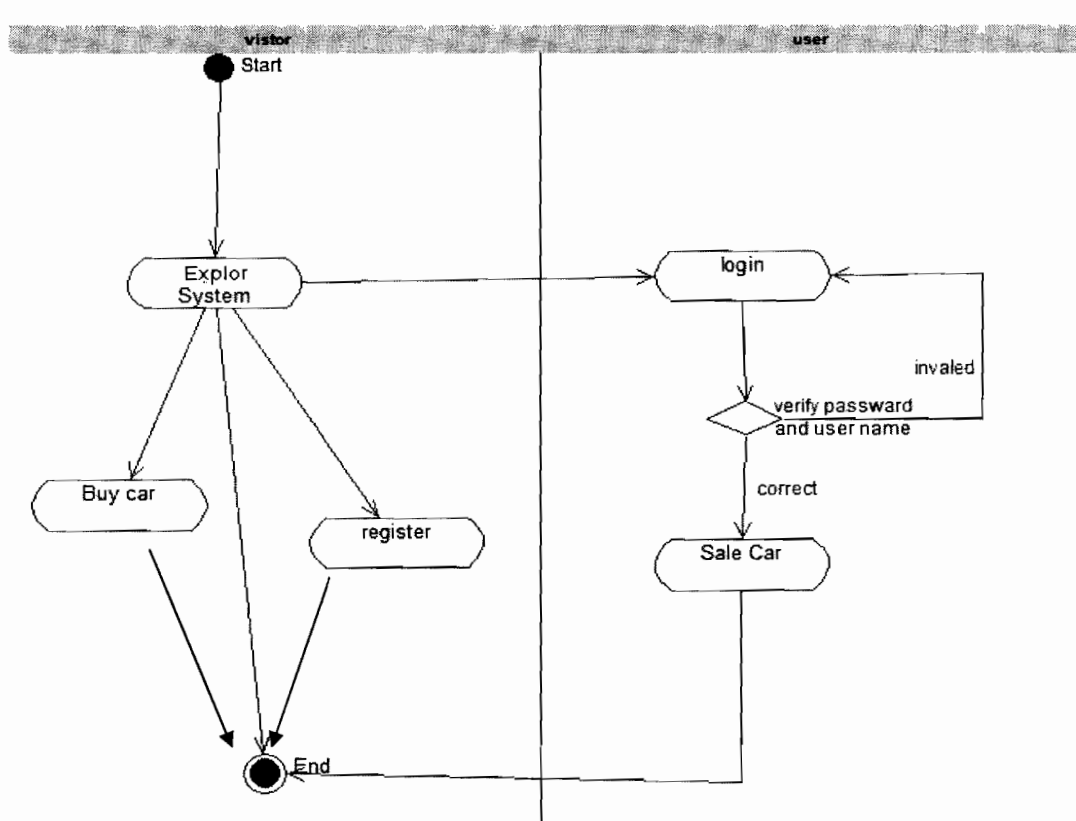 vistor
user
Start
Explor
System
login
invaled
verify passward
and user name
correct
Buy car
register
Sale Car
End